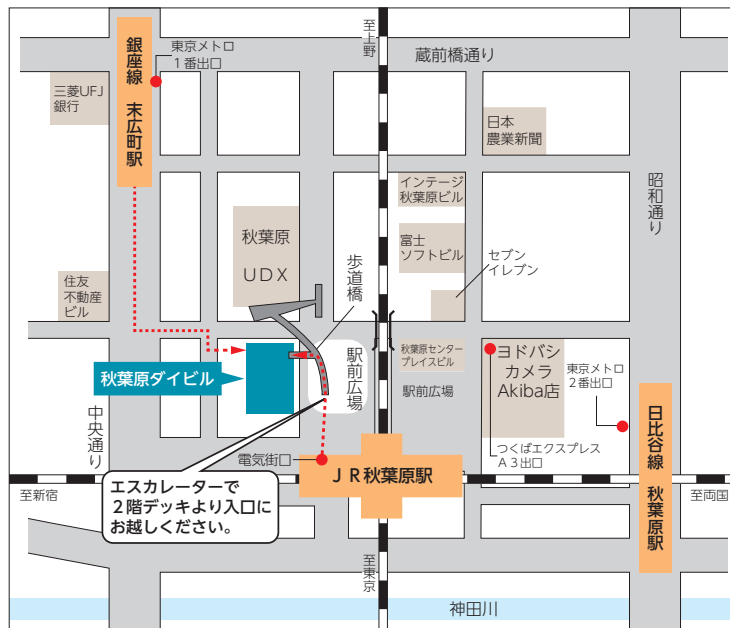 銀座線 末広町駅
東京メトロ
1番出口
至上野
蔵前橋通り
三菱UFJ
銀行
日本
農業新聞
インテージ
秋葉原ビル
昭和通り
秋葉原
UDX
歩道橋
富士
ソフトビル
セブン
イレブン
住友
不動産
ビル
秋葉原ダイビル
駅前広場
秋葉原センター
プレイスビル
駅前広場
ヨドバシ
カメラ
Akiba店
東京メトロ
2番出口
中央通り
電気街口
JR秋葉原駅
つくばエクスプレス
A3出口
日比谷線 秋葉原駅
エスカレーターで
2階デッキより入口に
お越しください。
至新宿
至両国
至東京
神田川